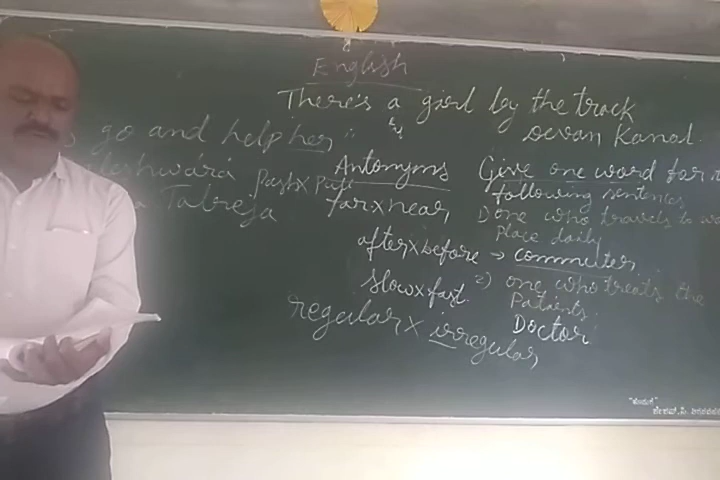 English
There's a girl by the track
Devan Kanal.
go and help her
Antonyms
far x near
after x before
slow x fast.
regular x irregular
Give one word for
following sentences
1) one who travels to
Place daily
→ commuter
2) one who treats the
Patients
Doctor